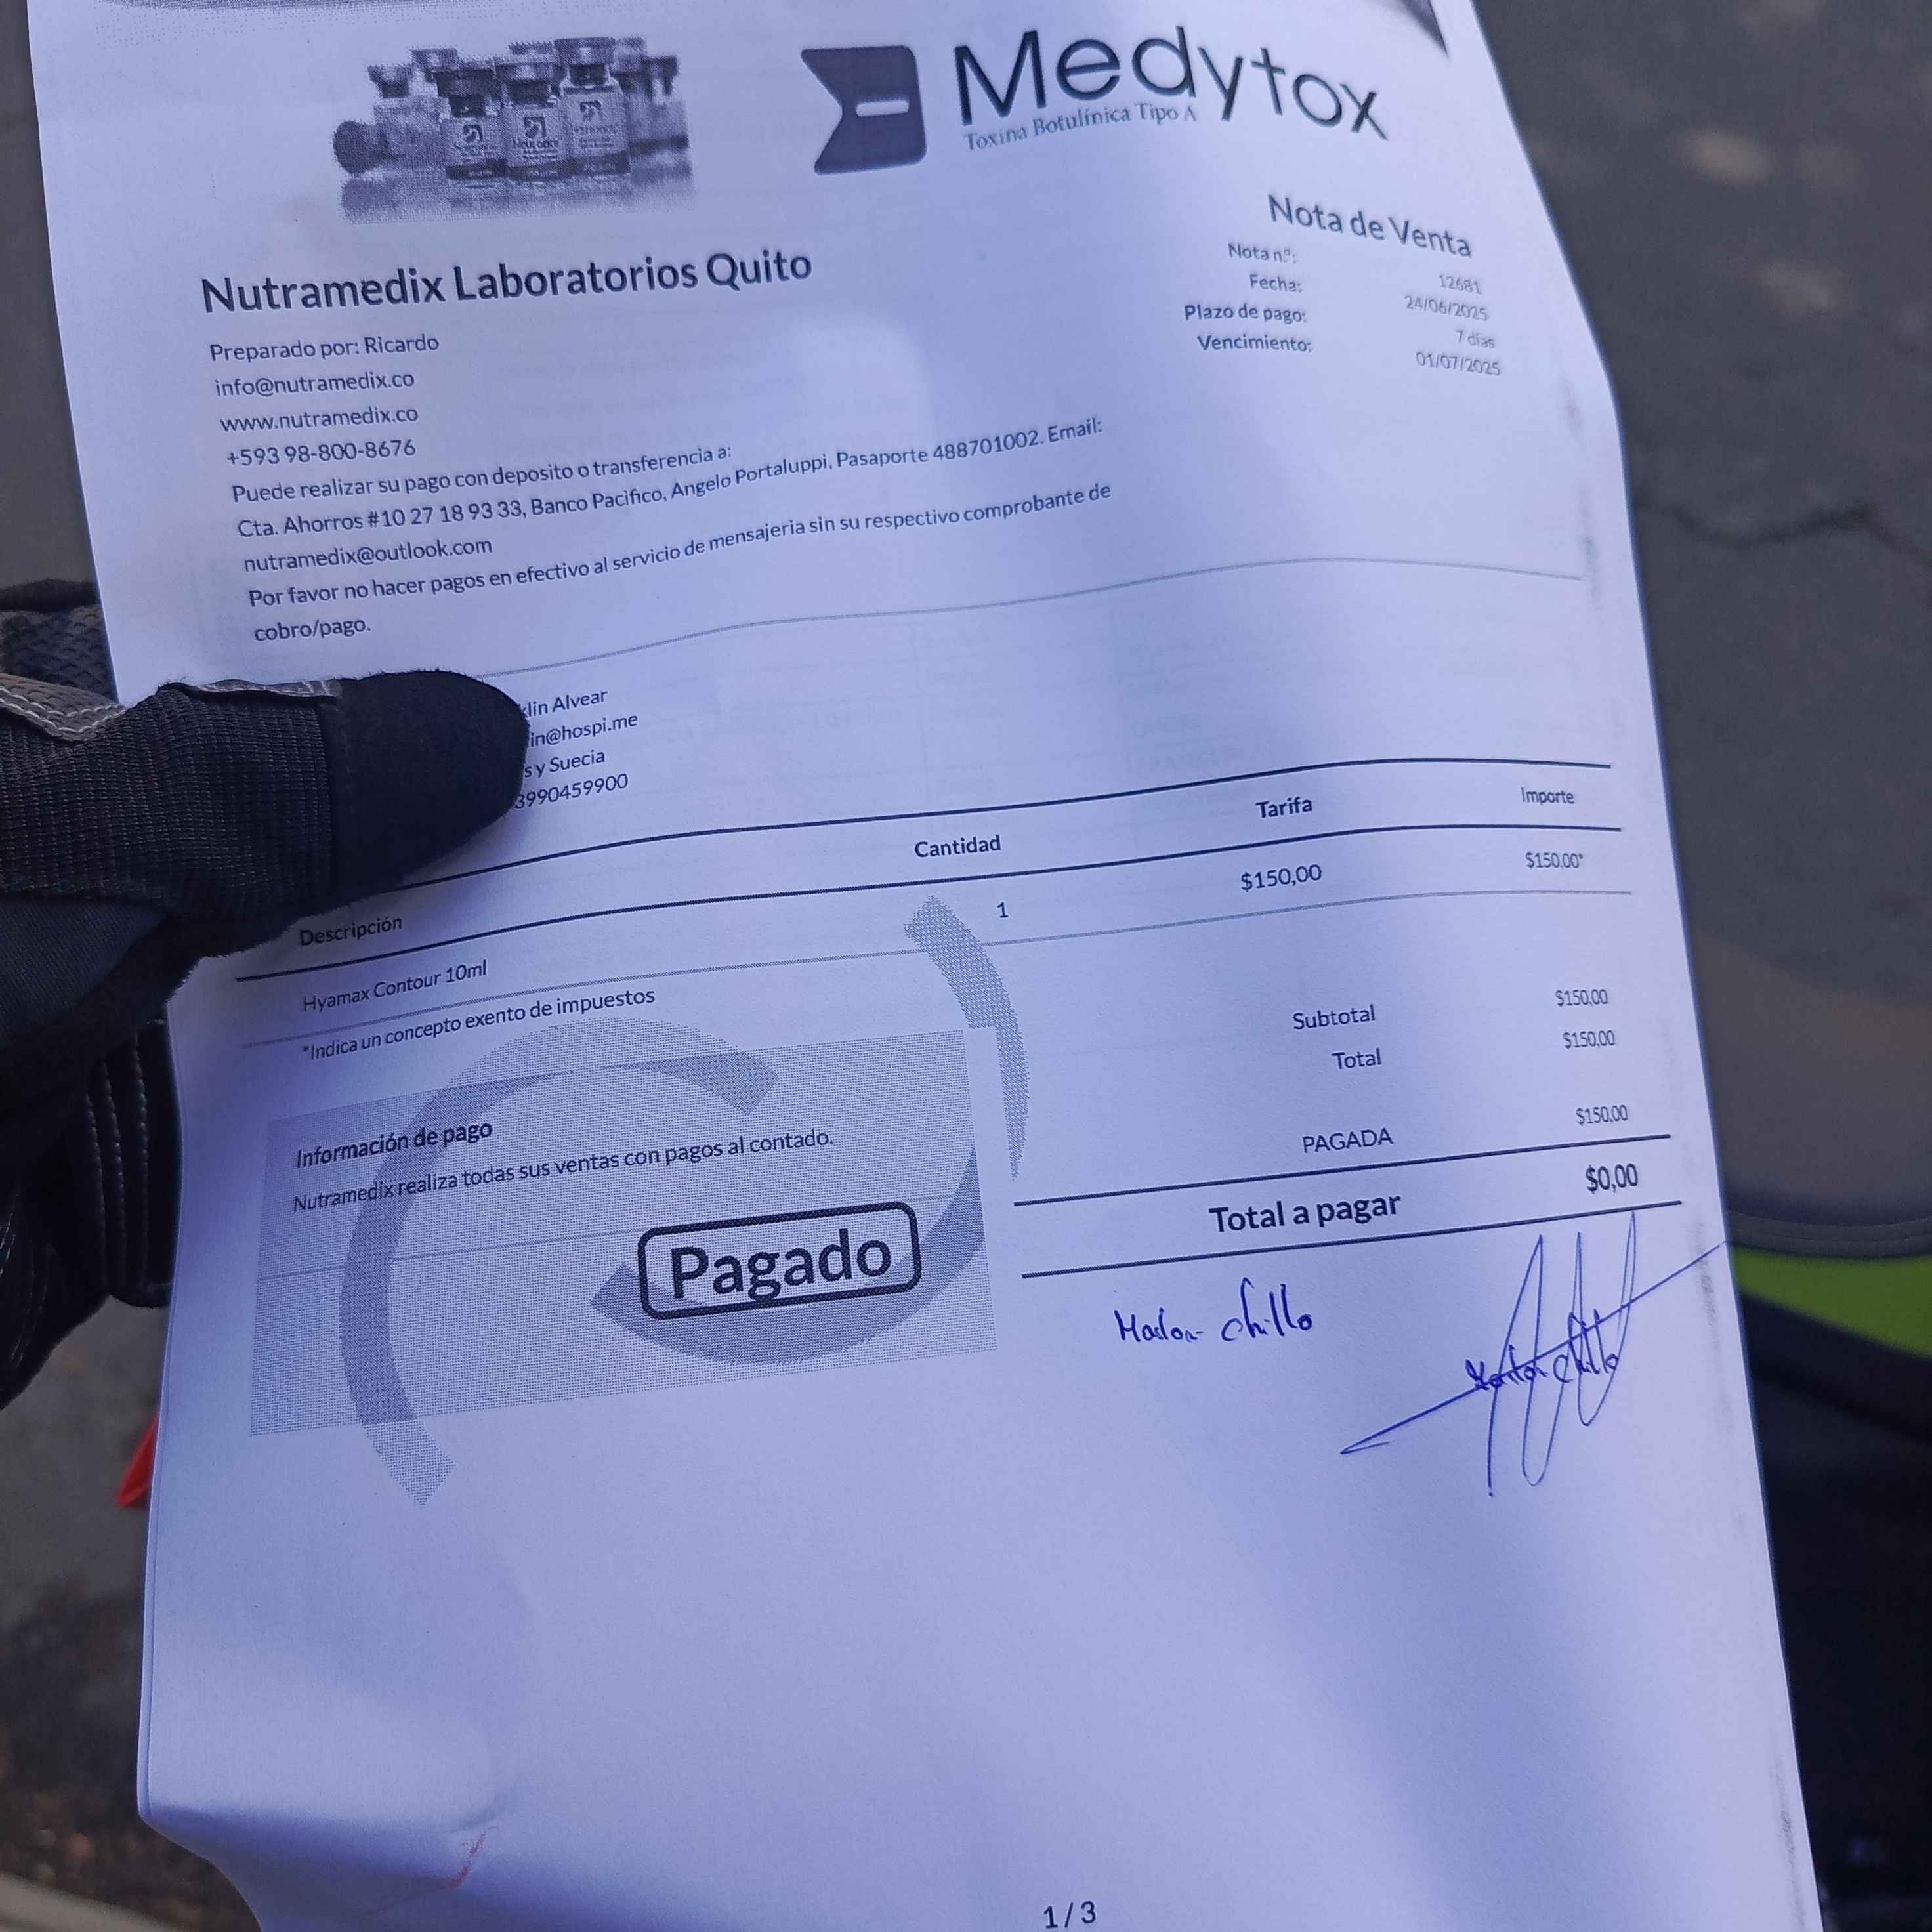 Medytox
Toxina Botulínica Tipo A
Nota de Venta
Nota n.º: 12681
Fecha: 24/06/2025
Plazo de pago: 7 días
Vencimiento: 01/07/2025
Nutramedix Laboratorios Quito
Preparado por: Ricardo
info@nutramedix.co
www.nutramedix.co
+593 98-800-8676
Puede realizar su pago con deposito o transferencia a:
Cta. Ahorros #10 27 18 93 33, Banco Pacifico, Angelo Portaluppi, Pasaporte 488701002. Email:
nutramedix@outlook.com
Por favor no hacer pagos en efectivo al servicio de mensajeria sin su respectivo comprobante de
cobro/pago.
klin Alvear
in@hospi.me
s y Suecia
3990459900
Descripción Cantidad Tarifa Importe
Hyamax Contour 10ml 1 $150,00 $150,00*
*Indica un concepto exento de impuestos
Subtotal $150,00
Total $150,00
PAGADA $150,00
Total a pagar $0,00
Información de pago
Nutramedix realiza todas sus ventas con pagos al contado.
Pagado
Chillo
1 / 3